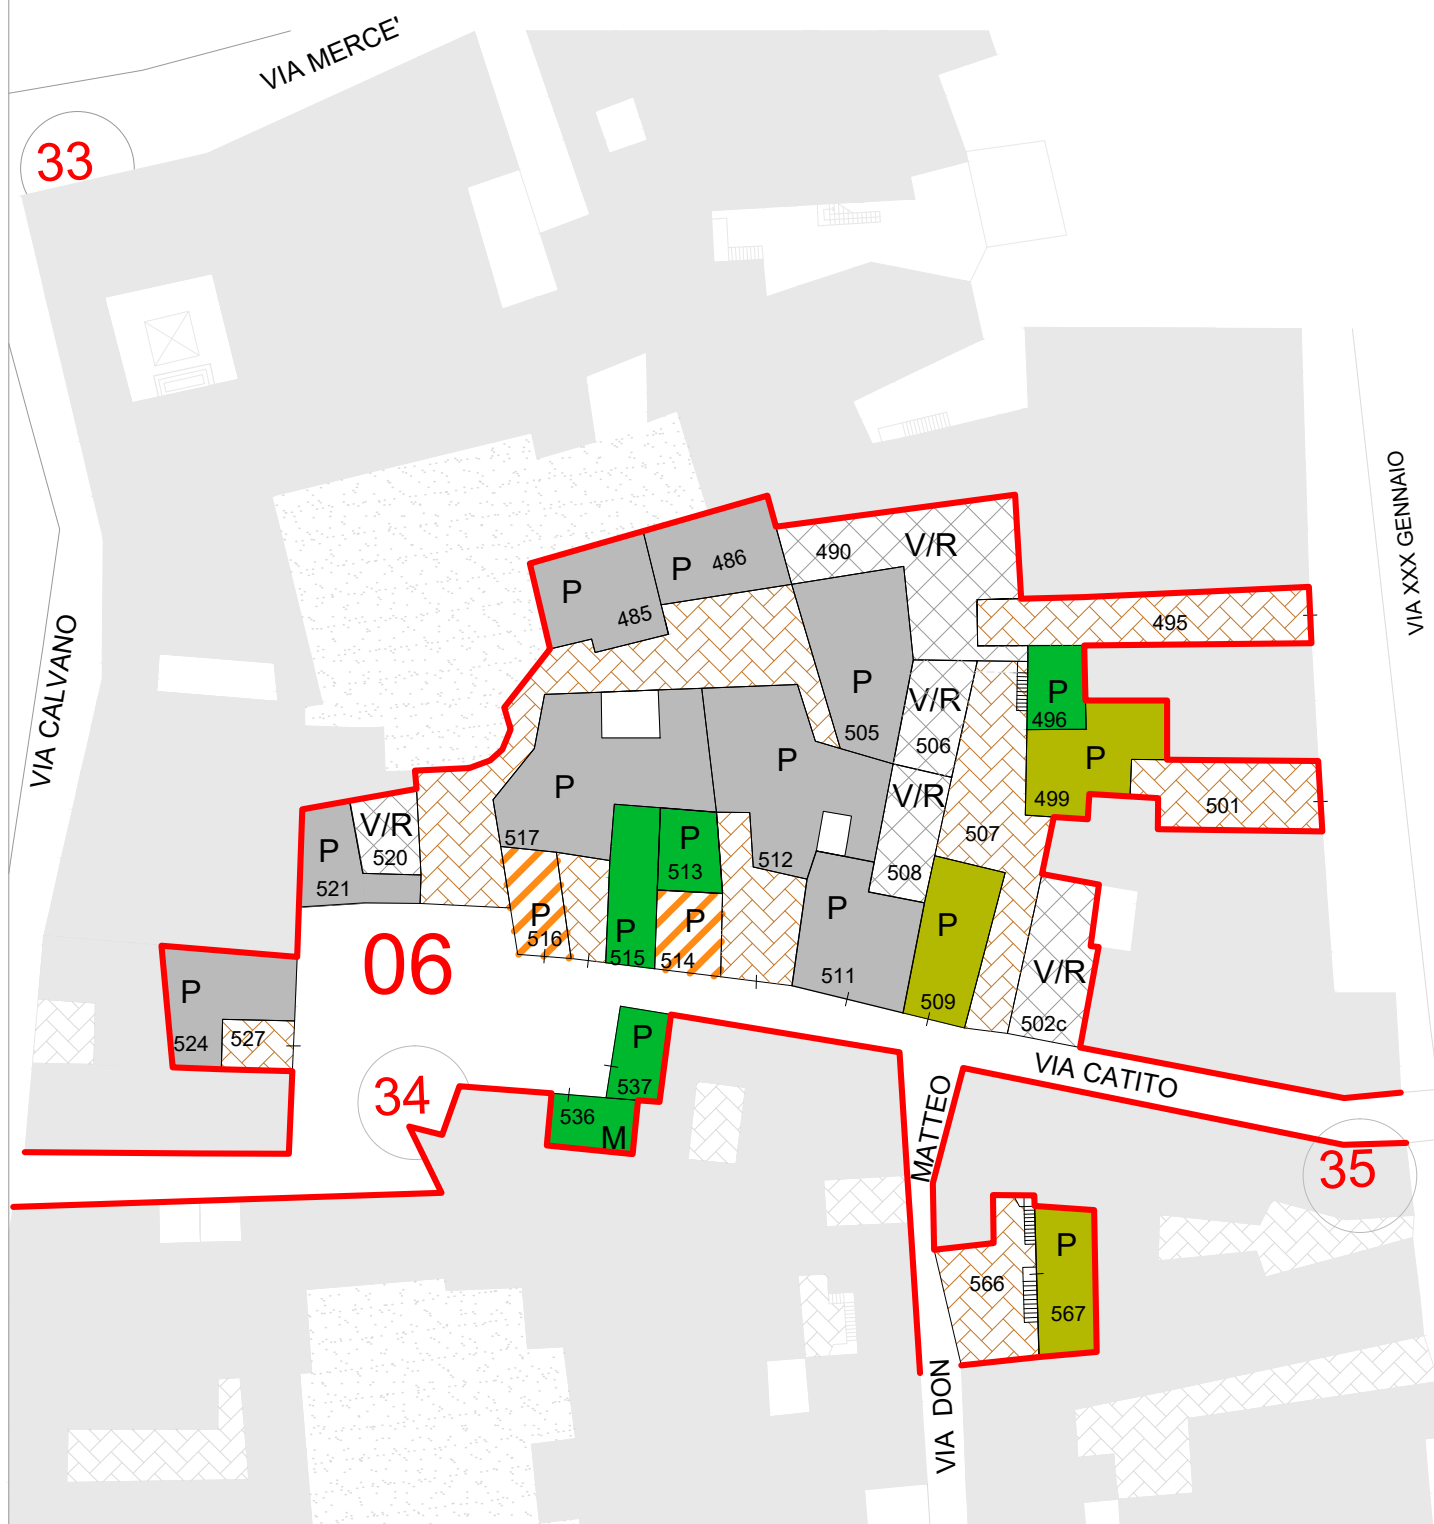 VIA MERCE'
33
VIA XXX GENNAIO
490
V/R
P
486
P
485
495
VIA CALVANO
P
505
V/R
506
P
496
P
499
501
P
517
P
512
V/R
508
507
V/R
520
P
521
P
513
P
516
P
515
P
514
P
511
P
509
V/R
502c
06
P
524
527
P
537
536
M
34
VIA CATITO
35
VIA DON MATTEO
566
P
567